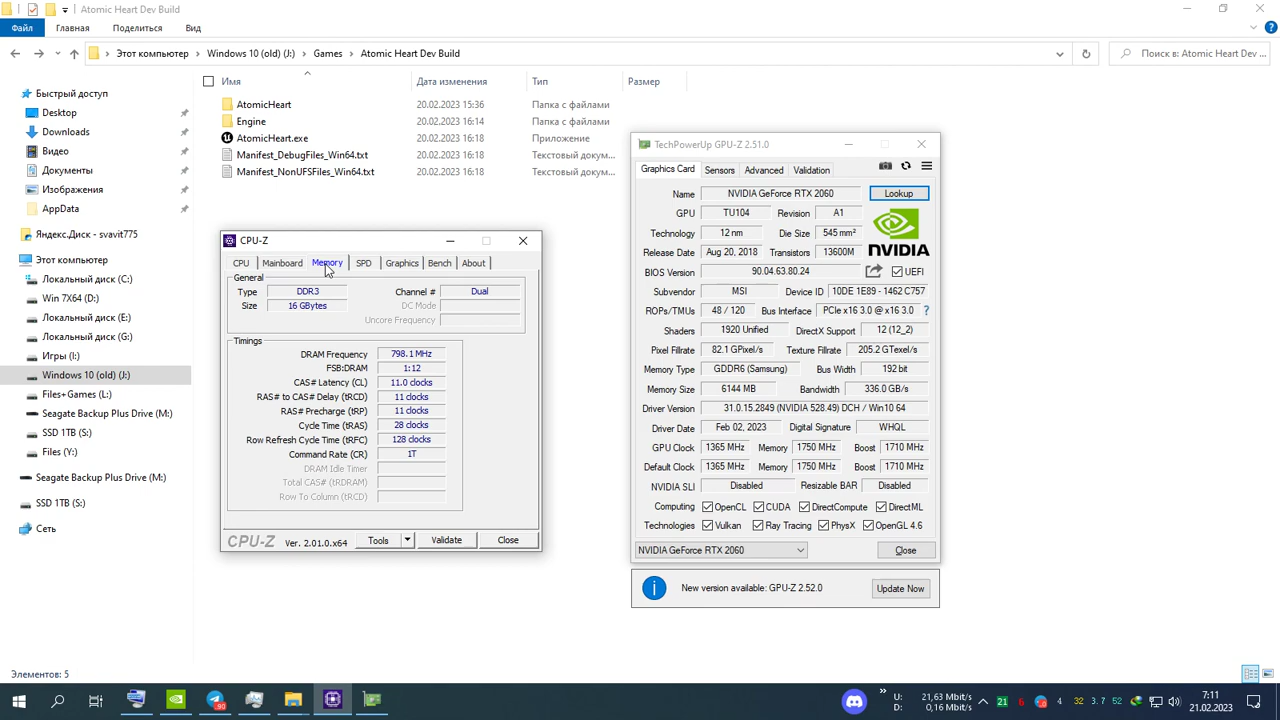 Atomic Heart Dev Build
Файл Главная Поделиться Вид
Этот компьютер Windows 10 (old) (J:) Games Atomic Heart Dev Build
Поиск в: Atomic Heart Dev ...
Имя Дата изменения Тип Размер
AtomicHeart 20.02.2023 15:36 Папка с файлами
Engine 20.02.2023 16:14 Папка с файлами
AtomicHeart.exe 20.02.2023 16:18 Приложение
Manifest_DebugFiles_Win64.txt 20.02.2023 16:18 Текстовый докум...
Manifest_NonUFSFiles_Win64.txt 20.02.2023 16:18 Текстовый докум...
Быстрый доступ
Desktop
Downloads
Видео
Документы
Изображения
AppData
Яндекс.Диск - svavit775
Этот компьютер
Локальный диск (C:)
Win 7X64 (D:)
Локальный диск (E:)
Локальный диск (G:)
Игры (I:)
Windows 10 (old) (J:)
Files+Games (L:)
Seagate Backup Plus Drive (M:)
SSD 1TB (S:)
Files (Y:)
Seagate Backup Plus Drive (M:)
SSD 1TB (S:)
Сеть
CPU-Z
CPU Mainboard Memory SPD Graphics Bench About
General
Type DDR3 Channel # Dual
Size 16 GBytes DC Mode
Uncore Frequency
Timings
DRAM Frequency 798.1 MHz
FSB:DRAM 1:12
CAS# Latency (CL) 11.0 clocks
RAS# to CAS# Delay (tRCD) 11 clocks
RAS# Precharge (tRP) 11 clocks
Cycle Time (tRAS) 28 clocks
Row Refresh Cycle Time (tRFC) 128 clocks
Command Rate (CR) 1T
DRAM Idle Timer
Total CAS# (tRDRAM)
Row To Column (tRCD)
CPU-Z Ver. 2.01.0.x64 Tools Validate Close
TechPowerUp GPU-Z 2.51.0
Graphics Card Sensors Advanced Validation
Name NVIDIA GeForce RTX 2060 Lookup
GPU TU104 Revision A1
Technology 12 nm Die Size 545 mm²
NVIDIA
Release Date Aug 20, 2018 Transistors 13600M
BIOS Version 90.04.63.80.24 UEFI
Subvendor MSI Device ID 10DE 1E89 - 1462 C757
ROPs/TMUs 48 / 120 Bus Interface PCIe x16 3.0 @ x16 3.0 ?
Shaders 1920 Unified DirectX Support 12 (12_2)
Pixel Fillrate 82.1 GPixel/s Texture Fillrate 205.2 GTexel/s
Memory Type GDDR6 (Samsung) Bus Width 192 bit
Memory Size 6144 MB Bandwidth 336.0 GB/s
Driver Version 31.0.15.2849 (NVIDIA 528.49) DCH / Win10 64
Driver Date Feb 02, 2023 Digital Signature WHQL
GPU Clock 1365 MHz Memory 1750 MHz Boost 1710 MHz
Default Clock 1365 MHz Memory 1750 MHz Boost 1710 MHz
NVIDIA SLI Disabled Resizable BAR Disabled
Computing OpenCL CUDA DirectCompute DirectML
Technologies Vulkan Ray Tracing PhysX OpenGL 4.6
NVIDIA GeForce RTX 2060 Close
New version available: GPU-Z 2.52.0 Update Now
Элементов: 5
U: 21,63 Mbit/s
D: 0,16 Mbit/s
21 6 4 32 3.7 52
7:11
21.02.2023